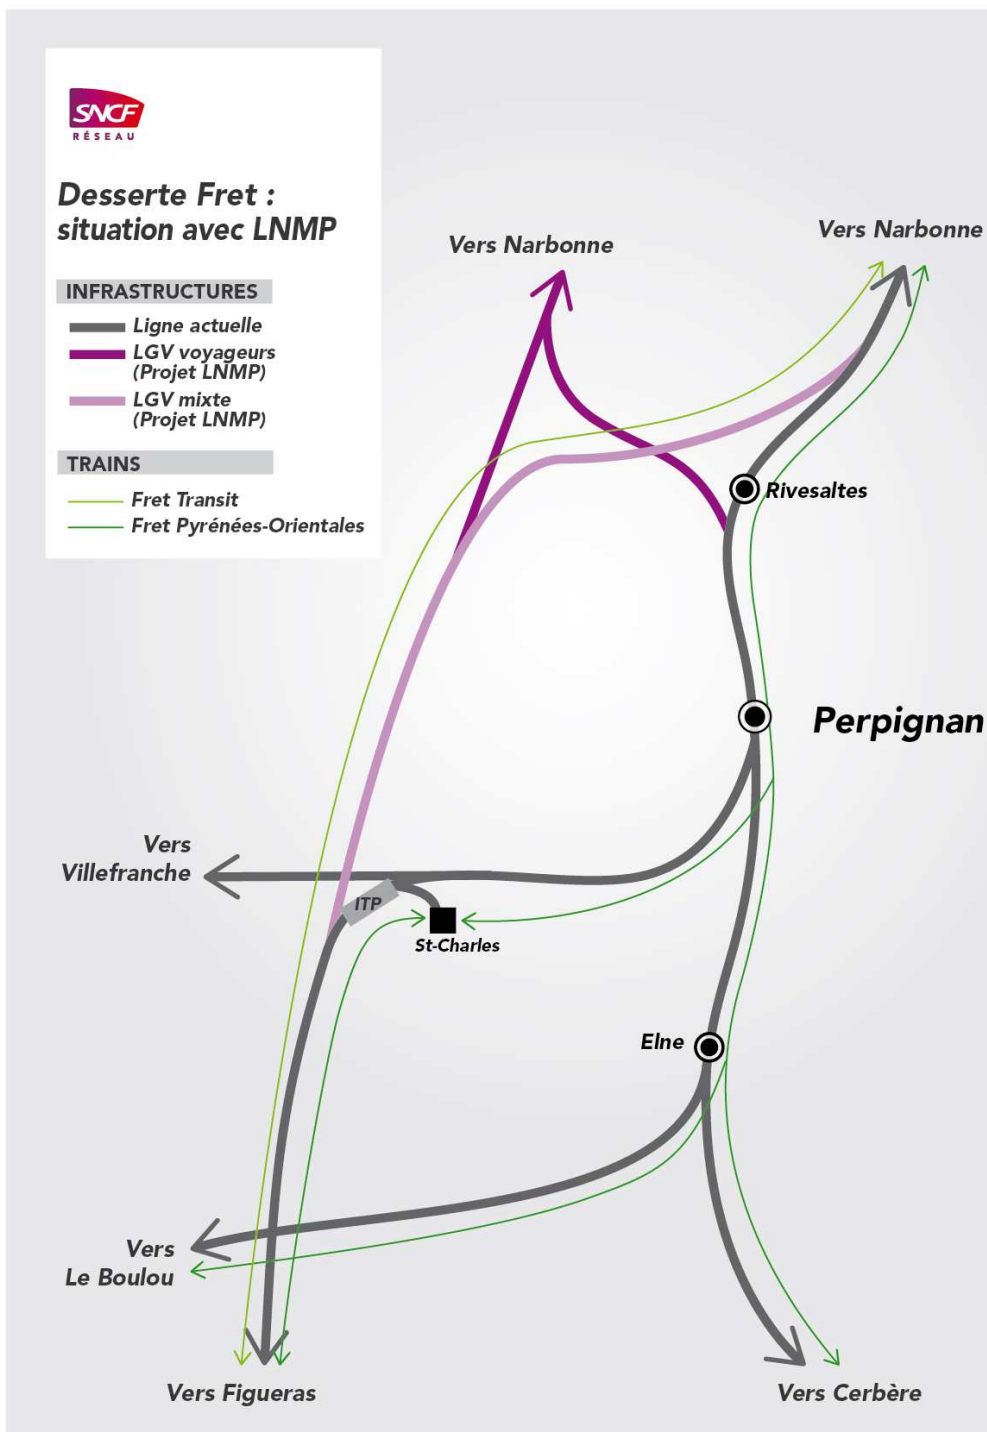 SNCF
RÉSEAU
Desserte Fret :
situation avec LNMP
INFRASTRUCTURES
Ligne actuelle
LGV voyageurs
(Projet LNMP)
LGV mixte
(Projet LNMP)
TRAINS
Fret Transit
Fret Pyrénées-Orientales
Vers Narbonne
Vers Narbonne
Rivesaltes
Perpignan
Vers
Villefranche
ITP
St-Charles
Elne
Vers
Le Boulou
Vers Figueras
Vers Cerbère